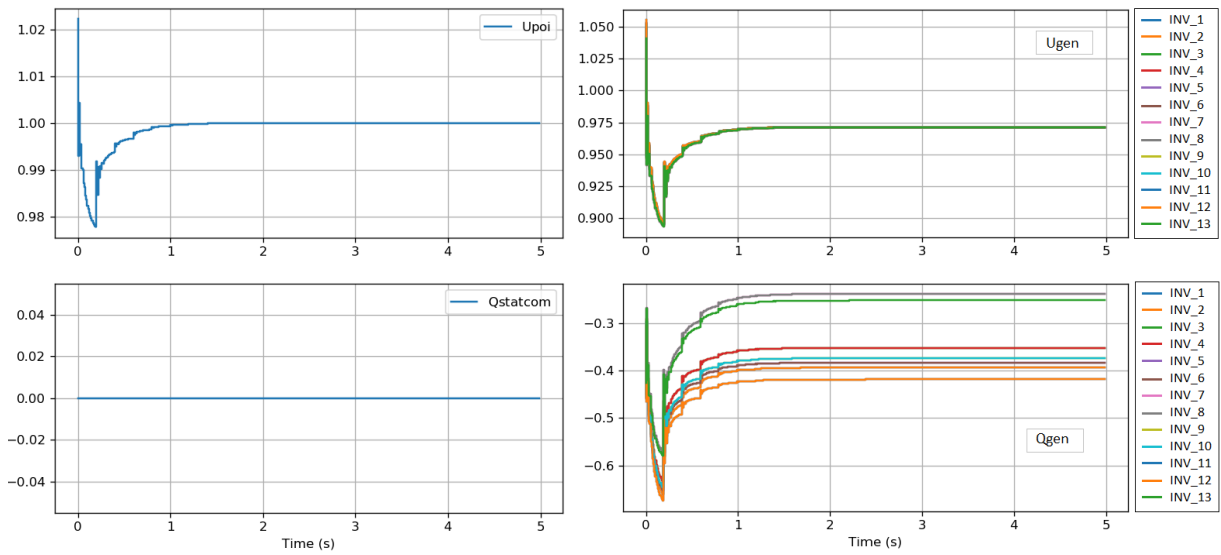 1.02
1.01
1.00
0.99
0.98
0
1
2
3
4
5
Upoi
1.050
1.025
1.000
0.975
0.950
0.925
0.900
0
1
2
3
4
5
Ugen
INV_1
INV_2
INV_3
INV_4
INV_5
INV_6
INV_7
INV_8
INV_9
INV_10
INV_11
INV_12
INV_13
0.04
0.02
0.00
−0.02
−0.04
0
1
2
3
4
5
Time (s)
Qstatcom
−0.3
−0.4
−0.5
−0.6
0
1
2
3
4
5
Time (s)
Qgen
INV_1
INV_2
INV_3
INV_4
INV_5
INV_6
INV_7
INV_8
INV_9
INV_10
INV_11
INV_12
INV_13